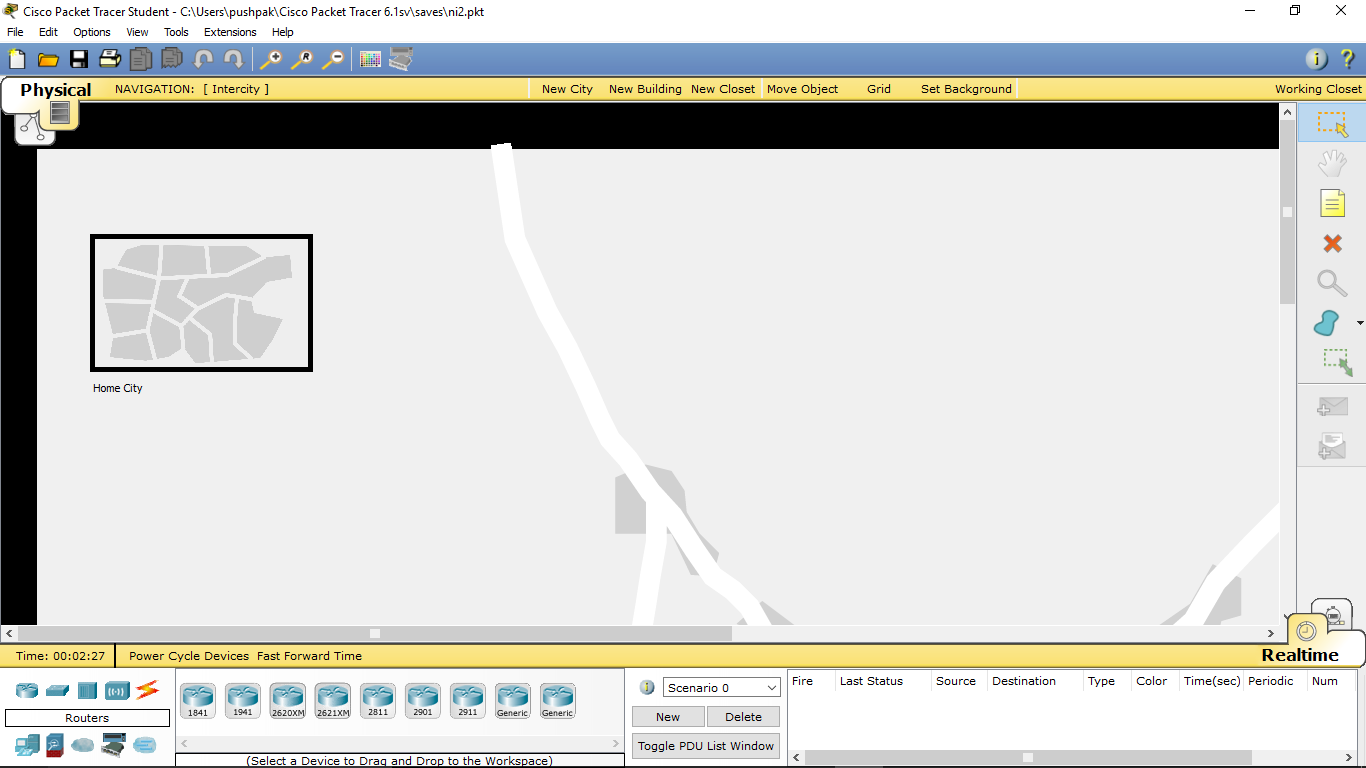 Cisco Packet Tracer Student - C:\Users\pushpak\Cisco Packet Tracer 6.1sv\saves\ni2.pkt
File Edit Options View Tools Extensions Help
Physical NAVIGATION: [ Intercity ] New City New Building New Closet Move Object Grid Set Background Working Closet
Home City
Time: 00:02:27 Power Cycle Devices Fast Forward Time Realtime
Routers
1841 1941 2620XM 2621XM 2811 2901 2911 Generic Generic
(Select a Device to Drag and Drop to the Workspace)
Scenario 0
New Delete
Toggle PDU List Window
Fire Last Status Source Destination Type Color Time(sec) Periodic Num